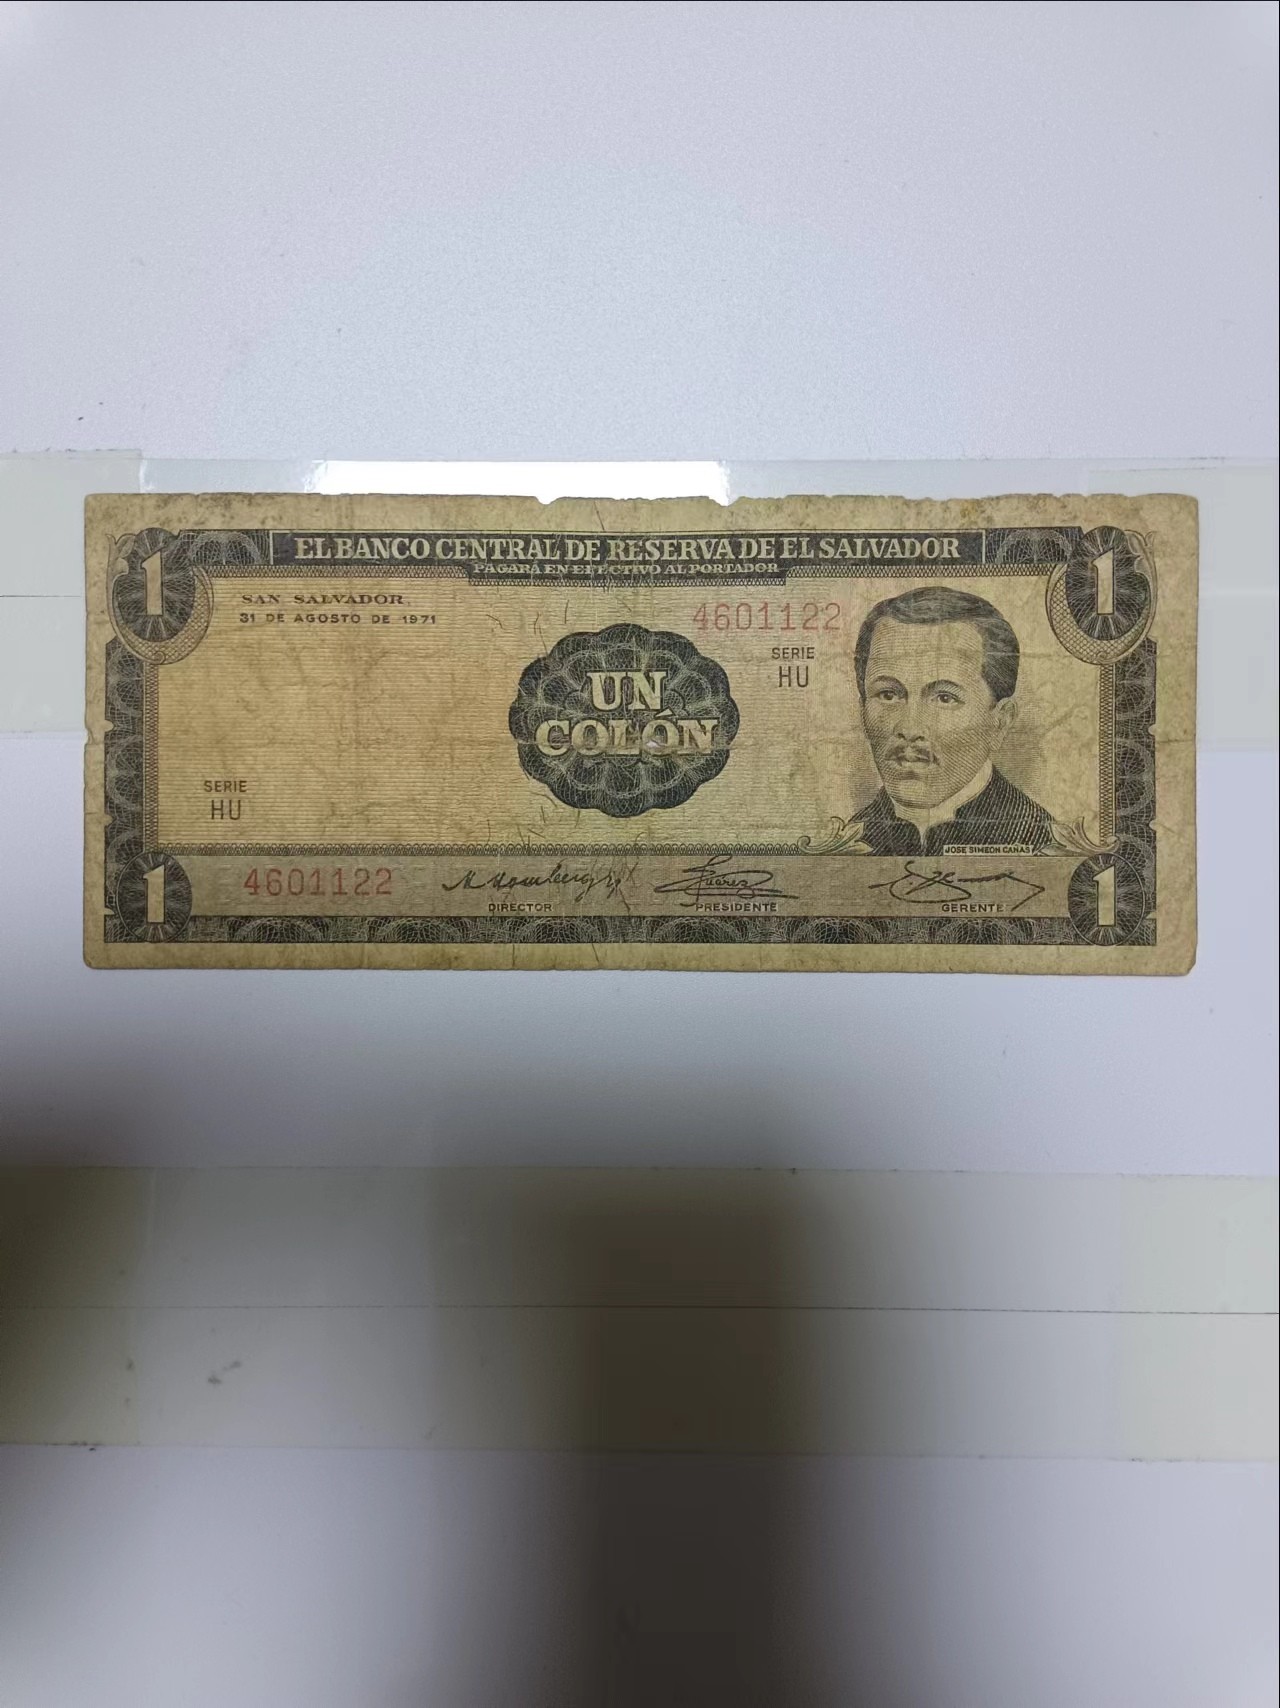 1 EL BANCO CENTRAL DE RESERVA DE EL SALVADOR 1
PAGARÁ EN EFECTIVO AL PORTADOR
SAN SALVADOR,
31 DE AGOSTO DE 1971
4601122
SERIE
HU
UN
COLÓN
SERIE
HU
JOSE SIMEON CAÑAS
1 4601122 1
DIRECTOR PRESIDENTE GERENTE